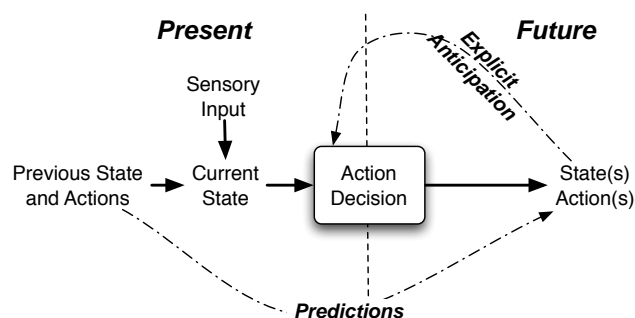 Present
Future
Explicit
Anticipation
Sensory
Input
Previous State
and Actions
Current
State
Action
Decision
State(s)
Action(s)
Predictions